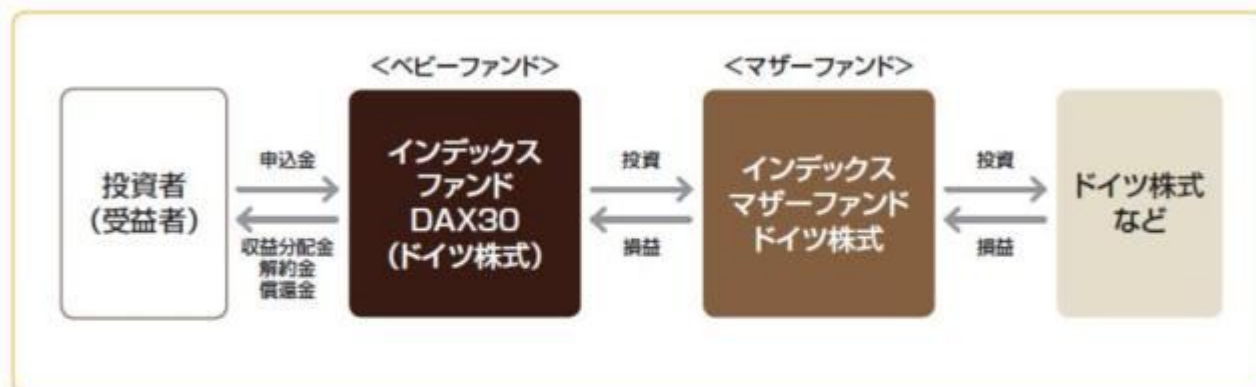 <ベビーファンド>
<マザーファンド>
投資者
(受益者)
申込金
収益分配金
解約金
償還金
インデックス
ファンド
DAX30
(ドイツ株式)
投資
損益
インデックス
マザーファンド
ドイツ株式
投資
損益
ドイツ株式
など